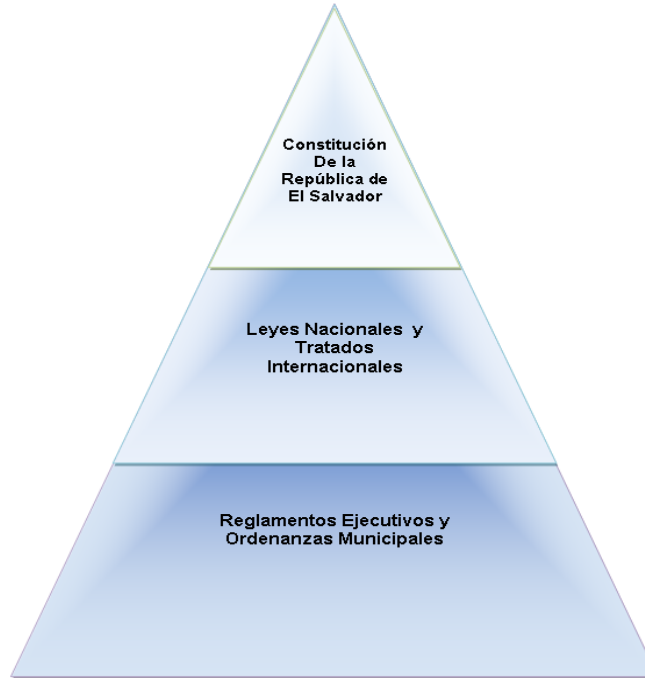 Constitución
De la
República de
El Salvador
Leyes Nacionales y
Tratados
Internacionales
Reglamentos Ejecutivos y
Ordenanzas Municipales